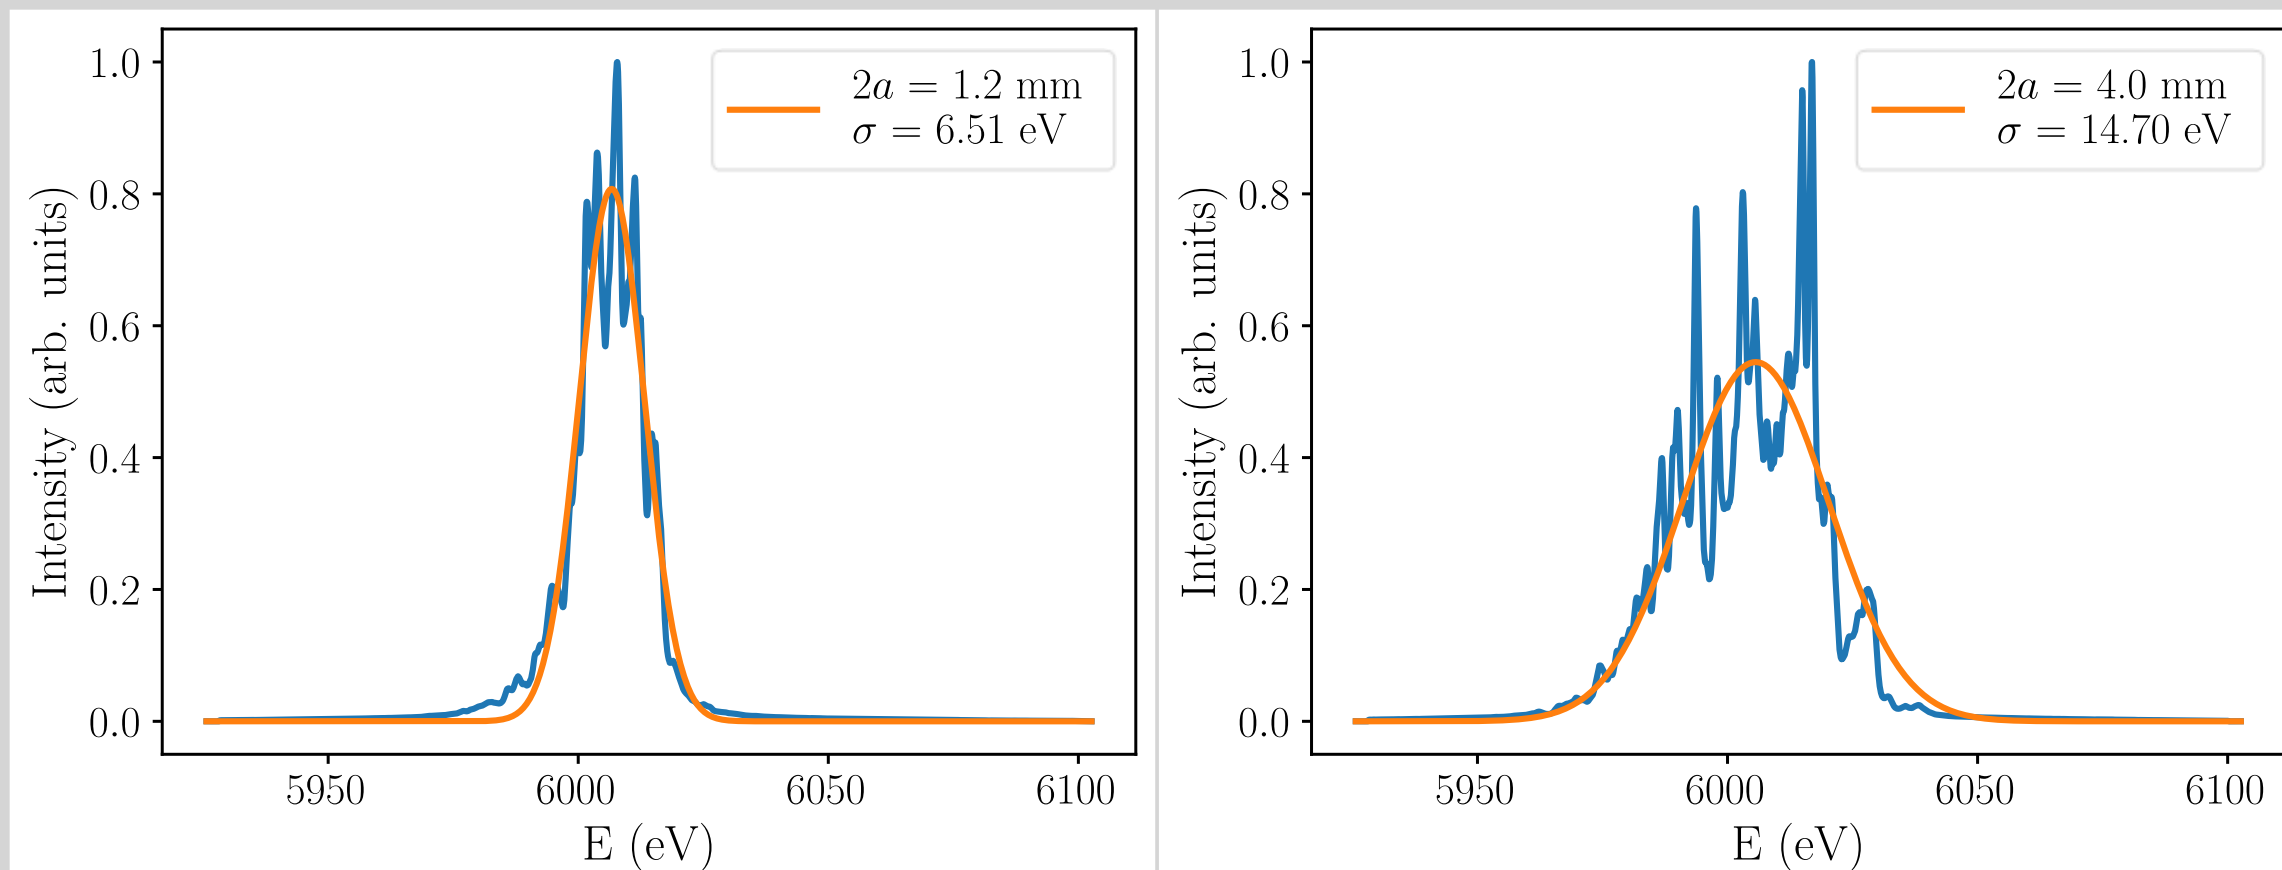 1.0
0.8
0.6
0.4
0.2
0.0
Intensity (arb. units)
2a = 1.2 mm
σ = 6.51 eV
5950 6000 6050 6100
E (eV)
1.0
0.8
0.6
0.4
0.2
0.0
Intensity (arb. units)
2a = 4.0 mm
σ = 14.70 eV
5950 6000 6050 6100
E (eV)